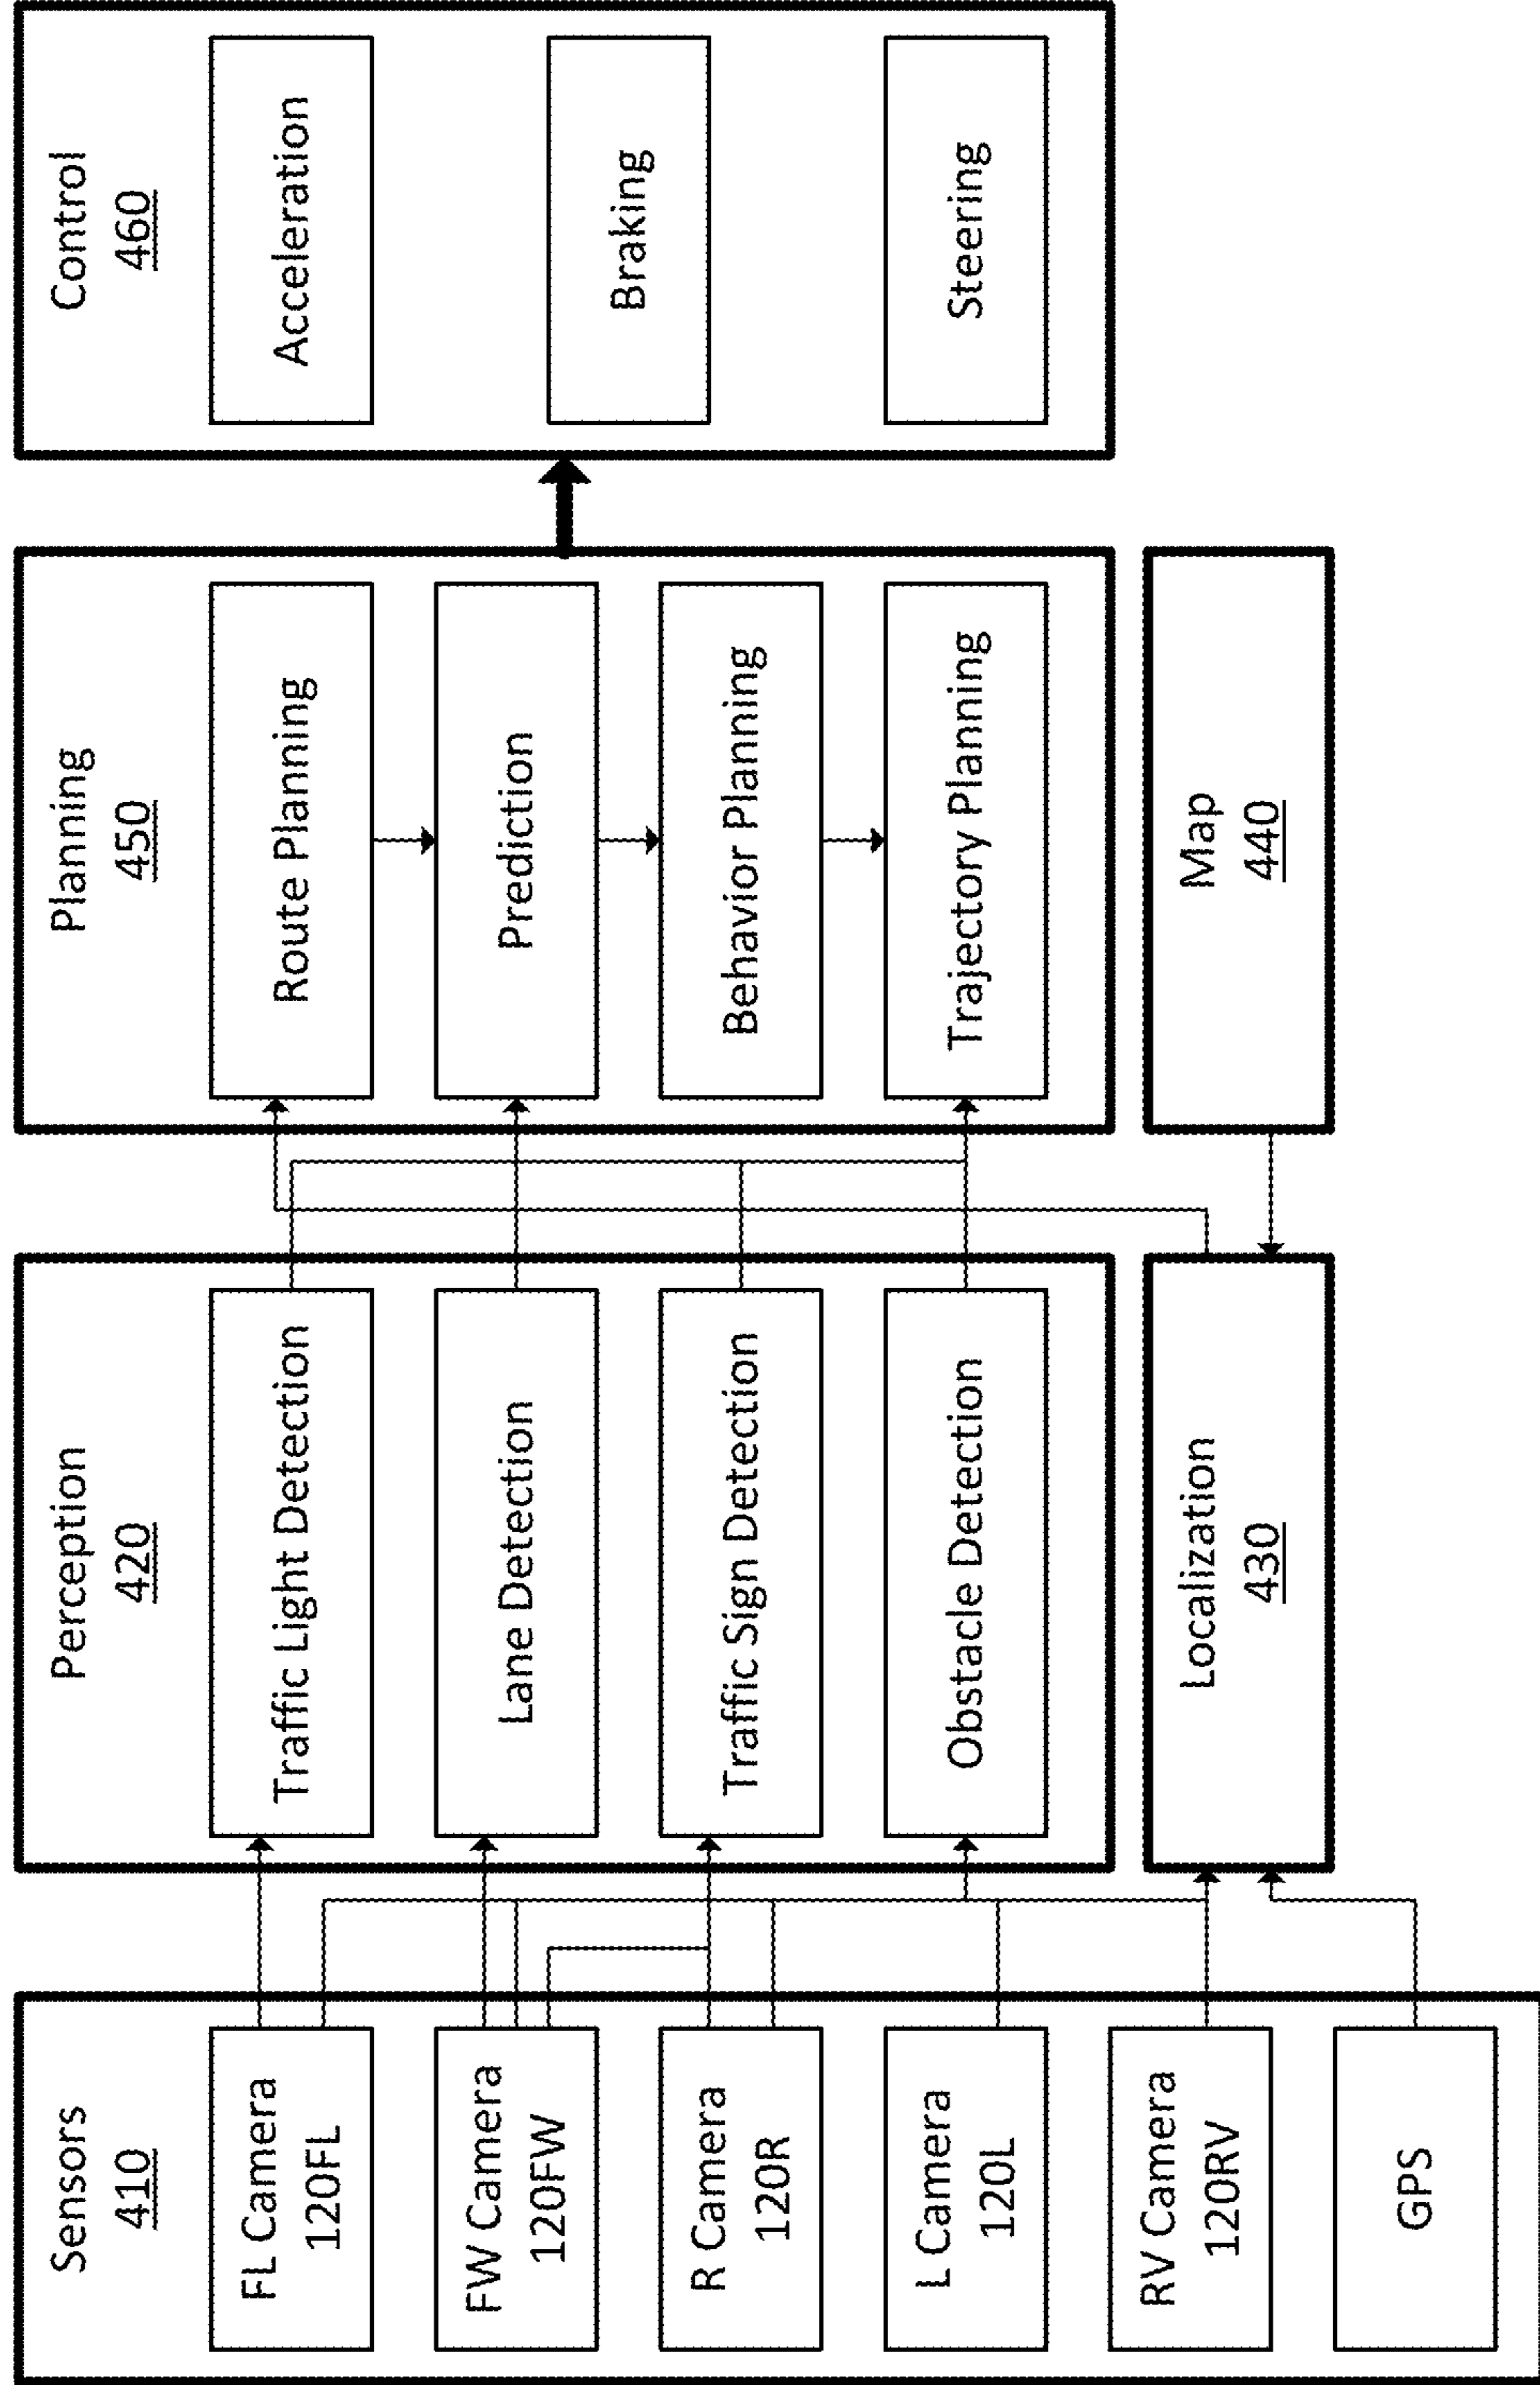 Sensors
410
FL Camera
120FL
FW Camera
120FW
R Camera
120R
L Camera
120L
RV Camera
120RV
GPS
Perception
420
Traffic Light Detection
Lane Detection
Traffic Sign Detection
Obstacle Detection
Localization
430
Planning
450
Route Planning
Prediction
Behavior Planning
Trajectory Planning
Map
440
Control
460
Acceleration
Braking
Steering